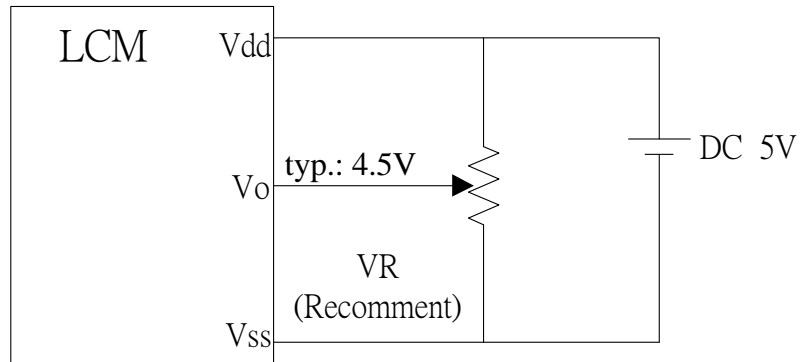 LCM
Vdd
typ.: 4.5V
DC 5V
Vo
VR
(Recomment)
Vss